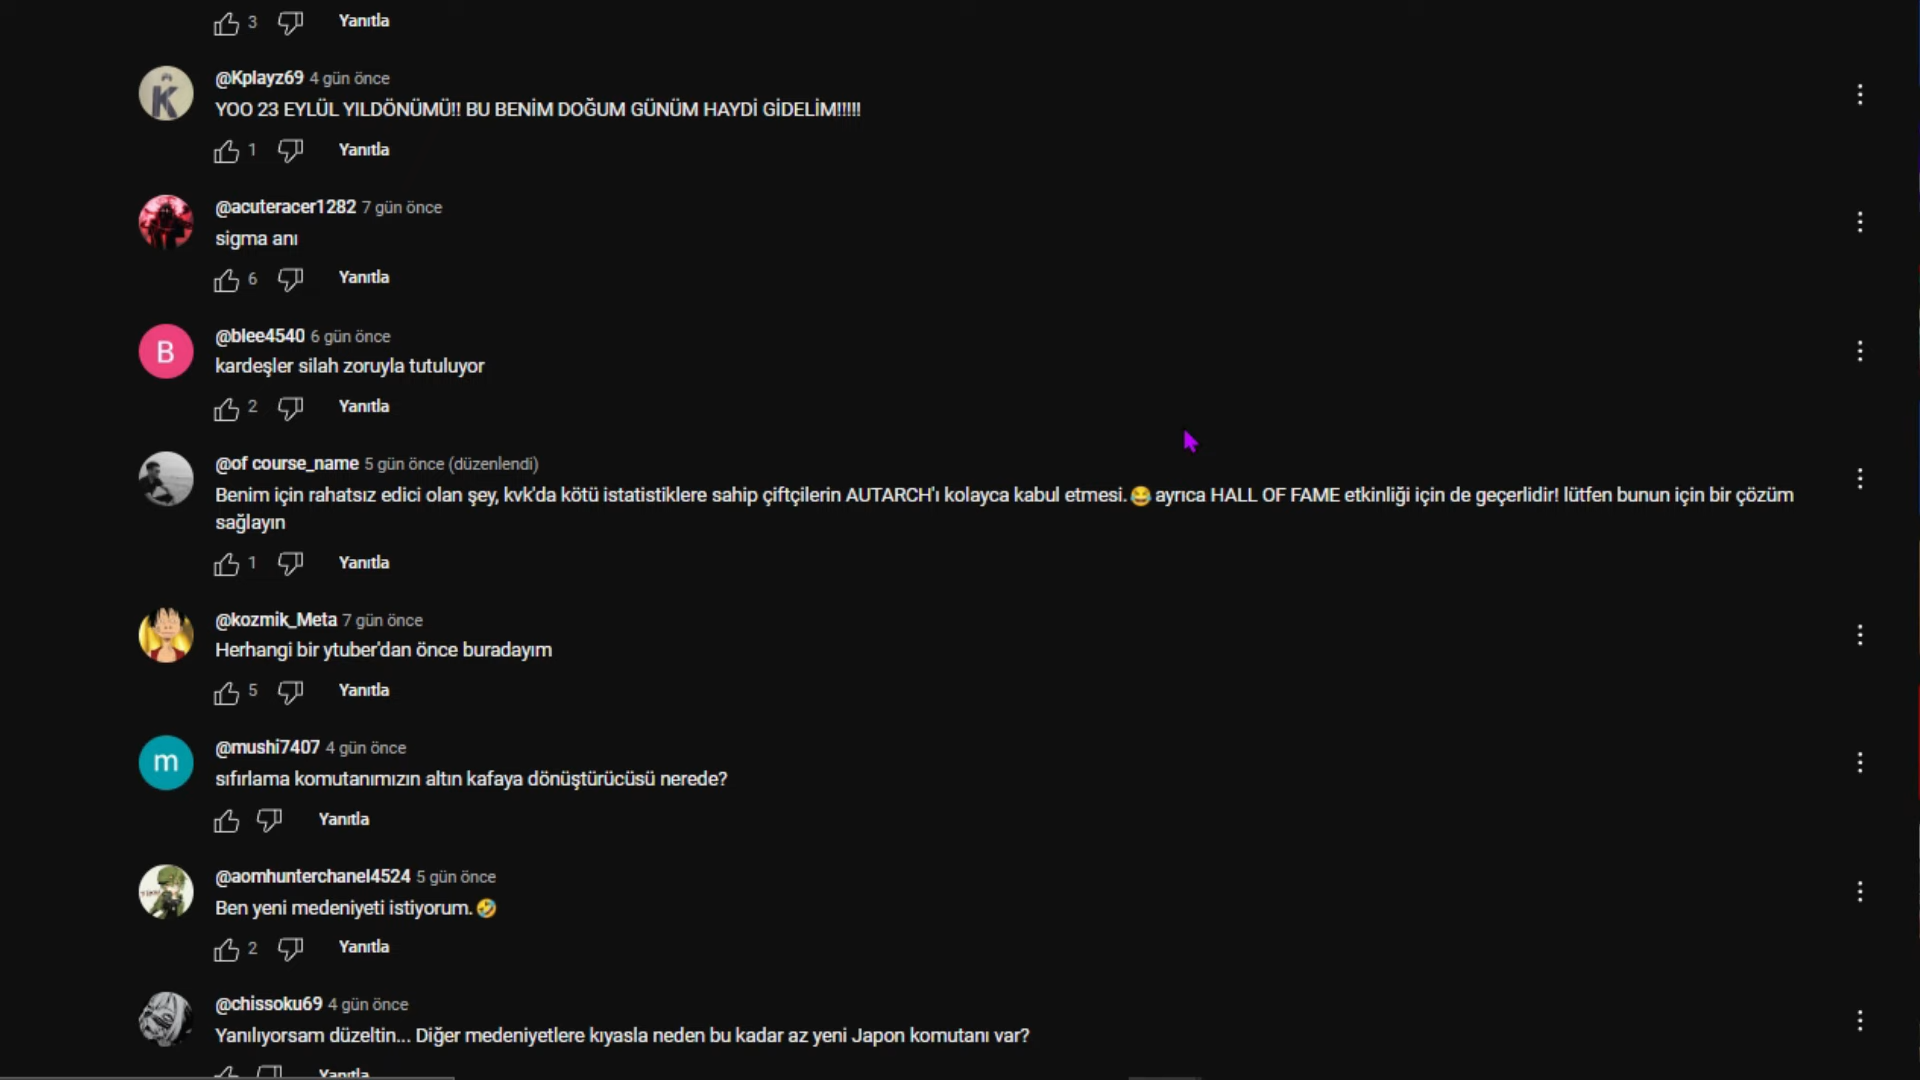 3 Yanıtla
@Kplayz69 4 gün önce
YOO 23 EYLÜL YILDÖNÜMÜ!! BU BENİM DOĞUM GÜNÜM HAYDİ GİDELİM!!!!!
1 Yanıtla
@acuteracer1282 7 gün önce
sigma anı
6 Yanıtla
B
@blee4540 6 gün önce
kardeşler silah zoruyla tutuluyor
2 Yanıtla
@of course_name 5 gün önce (düzenlendi)
Benim için rahatsız edici olan şey, kvk'da kötü istatistiklere sahip çiftçilerin AUTARCH'ı kolayca kabul etmesi.😂 ayrıca HALL OF FAME etkinliği için de geçerlidir! lütfen bunun için bir çözüm
sağlayın
1 Yanıtla
@kozmik_Meta 7 gün önce
Herhangi bir ytuber'dan önce buradayım
5 Yanıtla
m
@mushi7407 4 gün önce
sıfırlama komutanımızın altın kafaya dönüştürücüsü nerede?
Yanıtla
@aomhunterchanel4524 5 gün önce
Ben yeni medeniyeti istiyorum.🤣
2 Yanıtla
@chissoku69 4 gün önce
Yanılıyorsam düzeltin... Diğer medeniyetlere kıyasla neden bu kadar az yeni Japon komutanı var?
Yanıtla